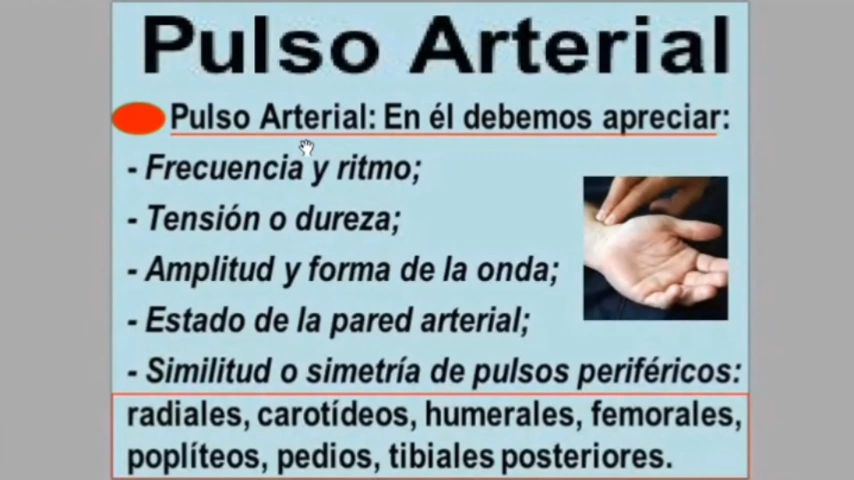 Pulso Arterial
Pulso Arterial: En él debemos apreciar:
- Frecuencia y ritmo;
- Tensión o dureza;
- Amplitud y forma de la onda;
- Estado de la pared arterial;
- Similitud o simetría de pulsos periféricos:
radiales, carotídeos, humerales, femorales,
poplíteos, pedios, tibiales posteriores.